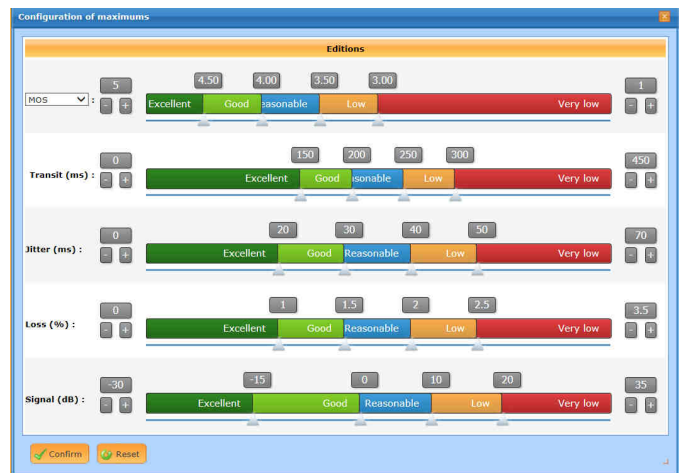 Configuration of maximums
Editions
MOS : 5 - + 4.50 4.00 3.50 3.00 1 - +
Excellent Good easonable Low Very low
Transit (ms) : 0 - + 150 200 250 300 450 - +
Excellent Good sonable Low Very low
Jitter (ms) : 0 - + 20 30 40 50 70 - +
Excellent Good Reasonable Low Very low
Loss (%) : 0 - + 1 1.5 2 2.5 3.5 - +
Excellent Good Reasonable Low Very low
Signal (dB) : -30 - + -15 0 10 20 35 - +
Excellent Good Reasonable Low Very low
Confirm Reset